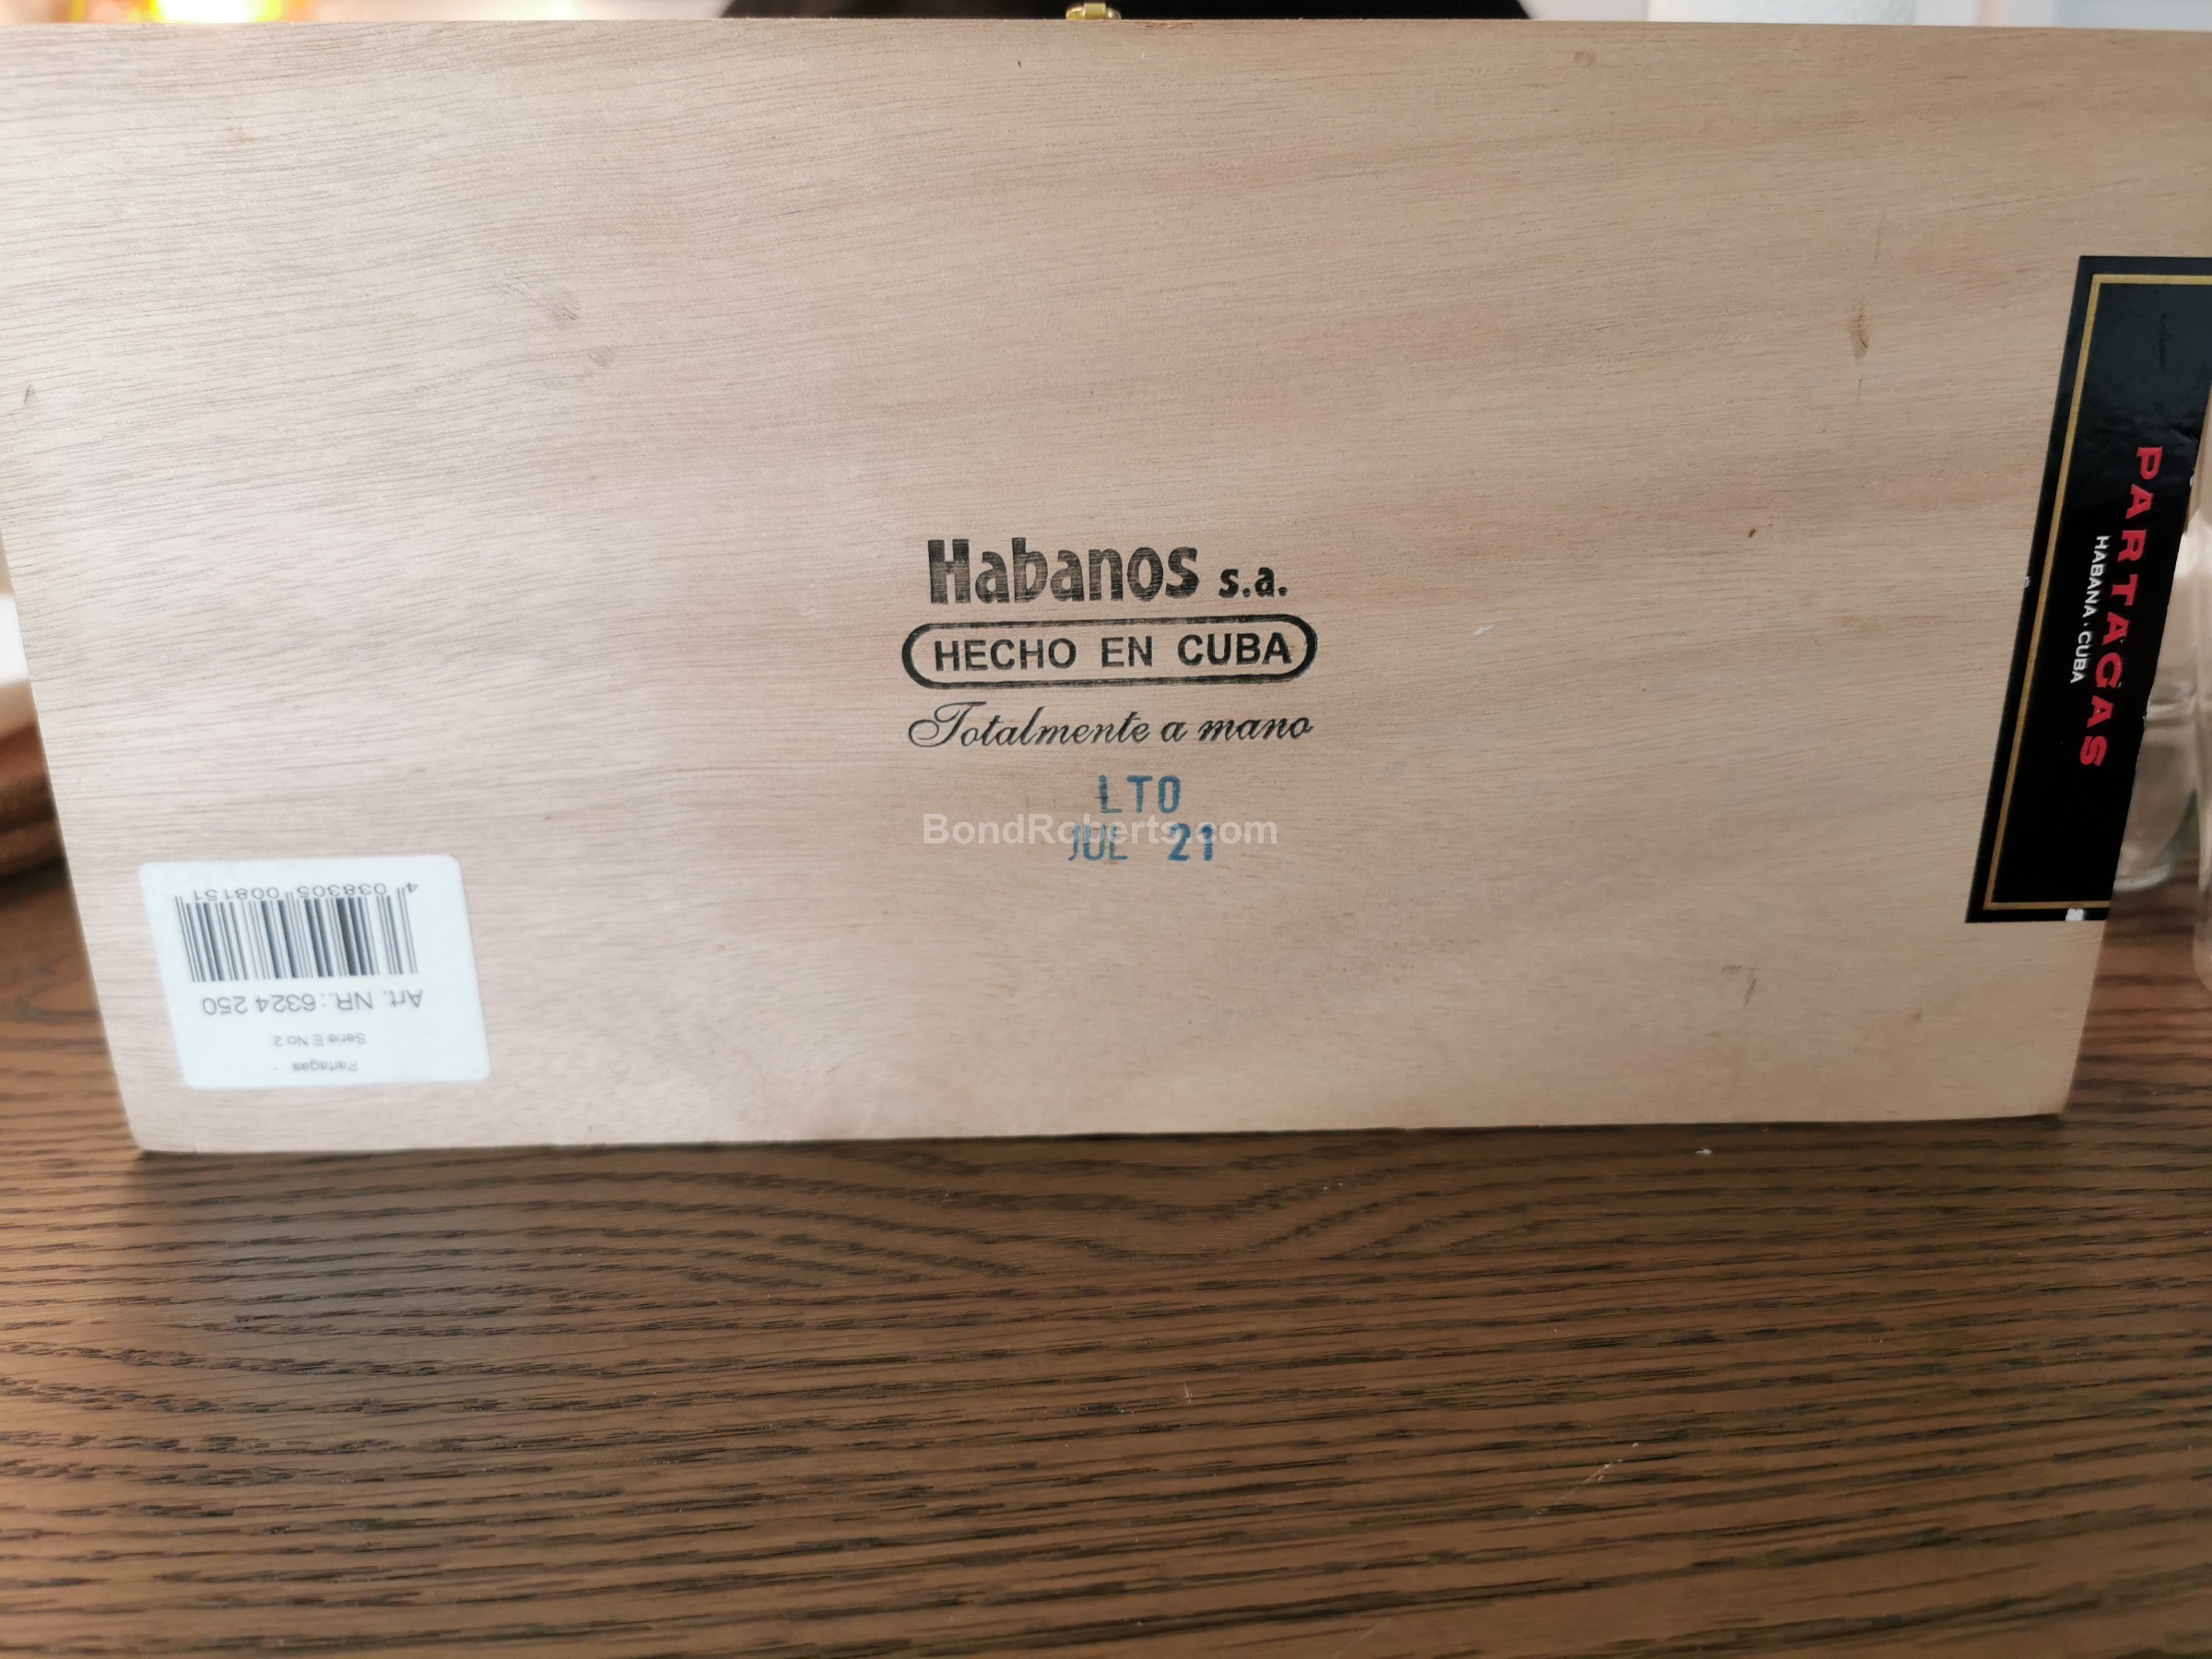 Habanos s.a.
HECHO EN CUBA
Totalmente a mano
LTO
JUL 21
BondRoberts.com
PARTAGAS
HABANA · CUBA
Partagas
Serie E No 2
Art. NR.: 6324 250
4 038305 008151